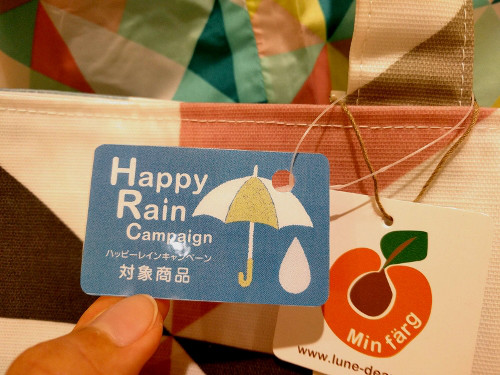 Happy
Rain
Campaign
ハッピーレインキャンペーン
対象商品
Min färg
www.lune-dea